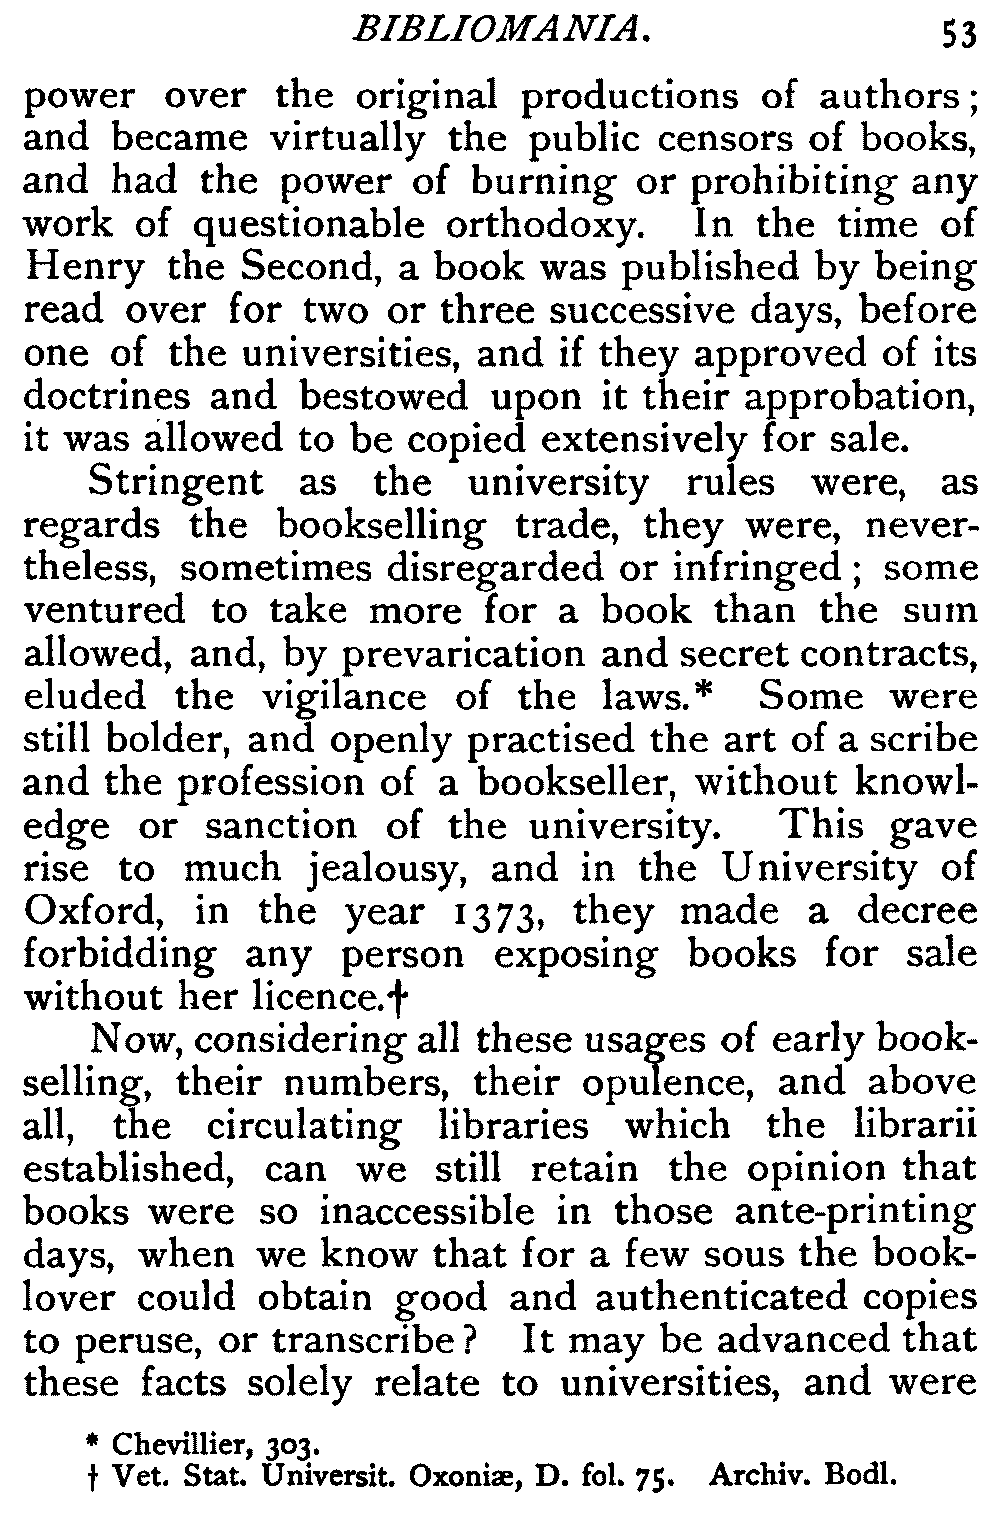 BIBLIOMANIA. 53
power over the original productions of authors;
and became virtually the public censors of books,
and had the power of burning or prohibiting any
work of questionable orthodoxy. In the time of
Henry the Second, a book was published by being
read over for two or three successive days, before
one of the universities, and if they approved of its
doctrines and bestowed upon it their approbation,
it was allowed to be copied extensively for sale.
Stringent as the university rules were, as
regards the bookselling trade, they were, never-
theless, sometimes disregarded or infringed; some
ventured to take more for a book than the sum
allowed, and, by prevarication and secret contracts,
eluded the vigilance of the laws.* Some were
still bolder, and openly practised the art of a scribe
and the profession of a bookseller, without knowl-
edge or sanction of the university. This gave
rise to much jealousy, and in the University of
Oxford, in the year 1373, they made a decree
forbidding any person exposing books for sale
without her licence.†
Now, considering all these usages of early book-
selling, their numbers, their opulence, and above
all, the circulating libraries which the librarii
established, can we still retain the opinion that
books were so inaccessible in those ante-printing
days, when we know that for a few sous the book-
lover could obtain good and authenticated copies
to peruse, or transcribe? It may be advanced that
these facts solely relate to universities, and were
* Chevillier, 303.
† Vet. Stat. Universit. Oxoniæ, D. fol. 75. Archiv. Bodl.